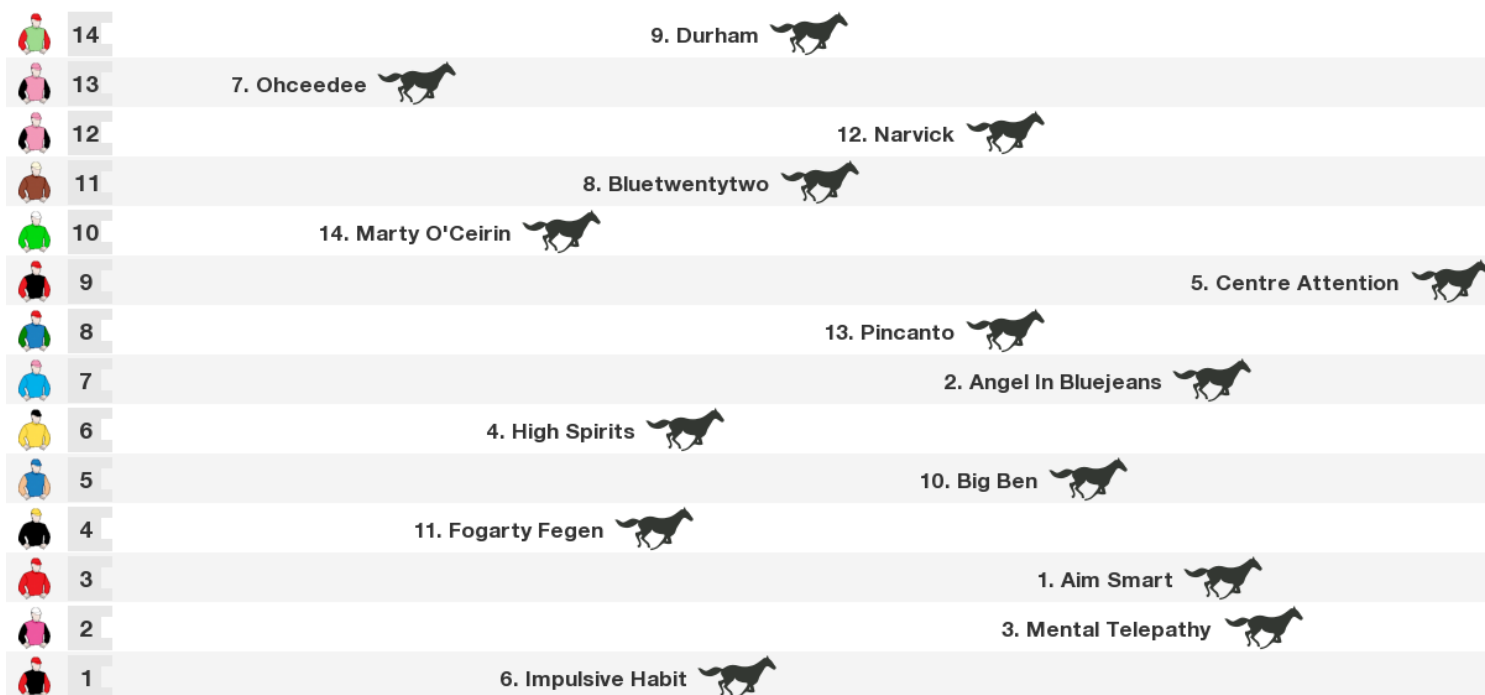 14 9. Durham
13 7. Ohceedee
12 12. Narvick
11 8. Bluetwentytwo
10 14. Marty O'Ceirin
9 5. Centre Attention
8 13. Pincanto
7 2. Angel In Bluejeans
6 4. High Spirits
5 10. Big Ben
4 11. Fogarty Fegen
3 1. Aim Smart
2 3. Mental Telepathy
1 6. Impulsive Habit